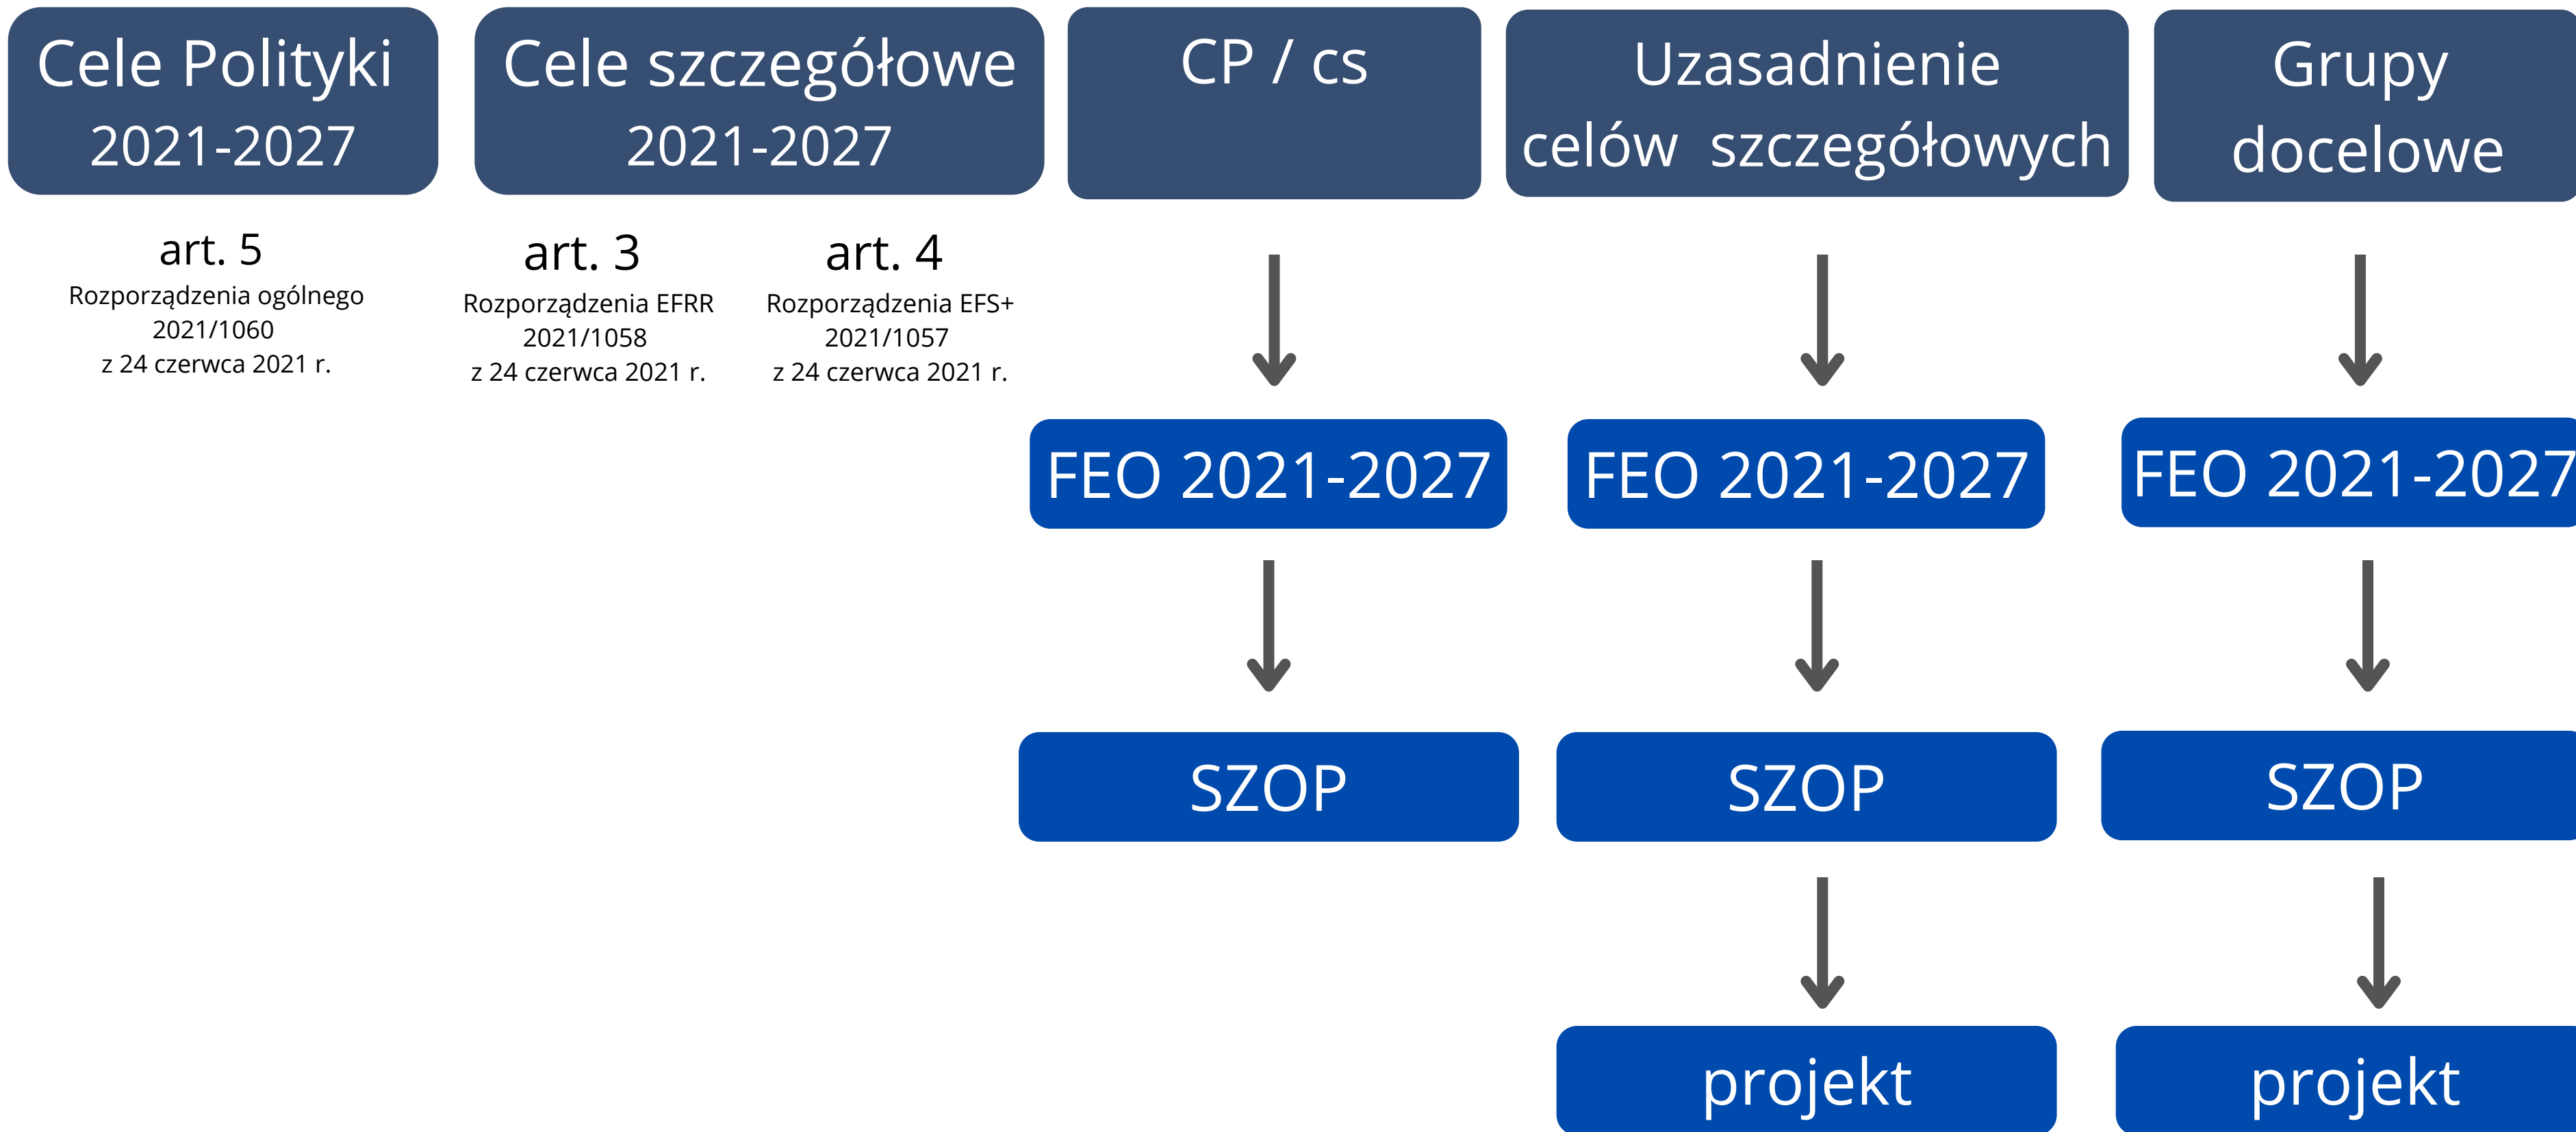 Cele Polityki
2021-2027
Cele szczegółowe
2021-2027
CP / cs
Uzasadnienie
celów  szczegółowych
Grupy
docelowe
art. 5
Rozporządzenia ogólnego
2021/1060
z 24 czerwca 2021 r.
art. 3
Rozporządzenia EFRR
2021/1058
z 24 czerwca 2021 r.
art. 4
Rozporządzenia EFS+
2021/1057
z 24 czerwca 2021 r.
FEO 2021-2027
FEO 2021-2027
FEO 2021-2027
SZOP
SZOP
SZOP
projekt
projekt